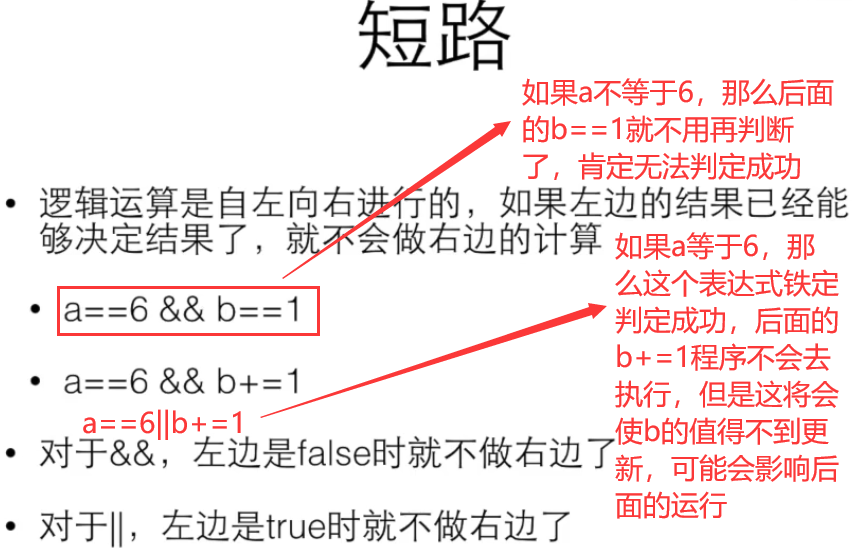 短路
如果a不等于6，那么后面
的b==1就不用再判断
了，肯定无法判定成功
逻辑运算是自左向右进行的，如果左边的结果已经能
够决定结果了，就不会做右边的计算
a==6 && b==1
a==6 && b+=1
a==6||b+=1
如果a等于6，那
么这个表达式铁定
判定成功，后面的
b+=1程序不会去
执行，但是这将会
使b的值得不到更
新，可能会影响后
面的运行
对于&&，左边是false时就不做右边了
对于||，左边是true时就不做右边了